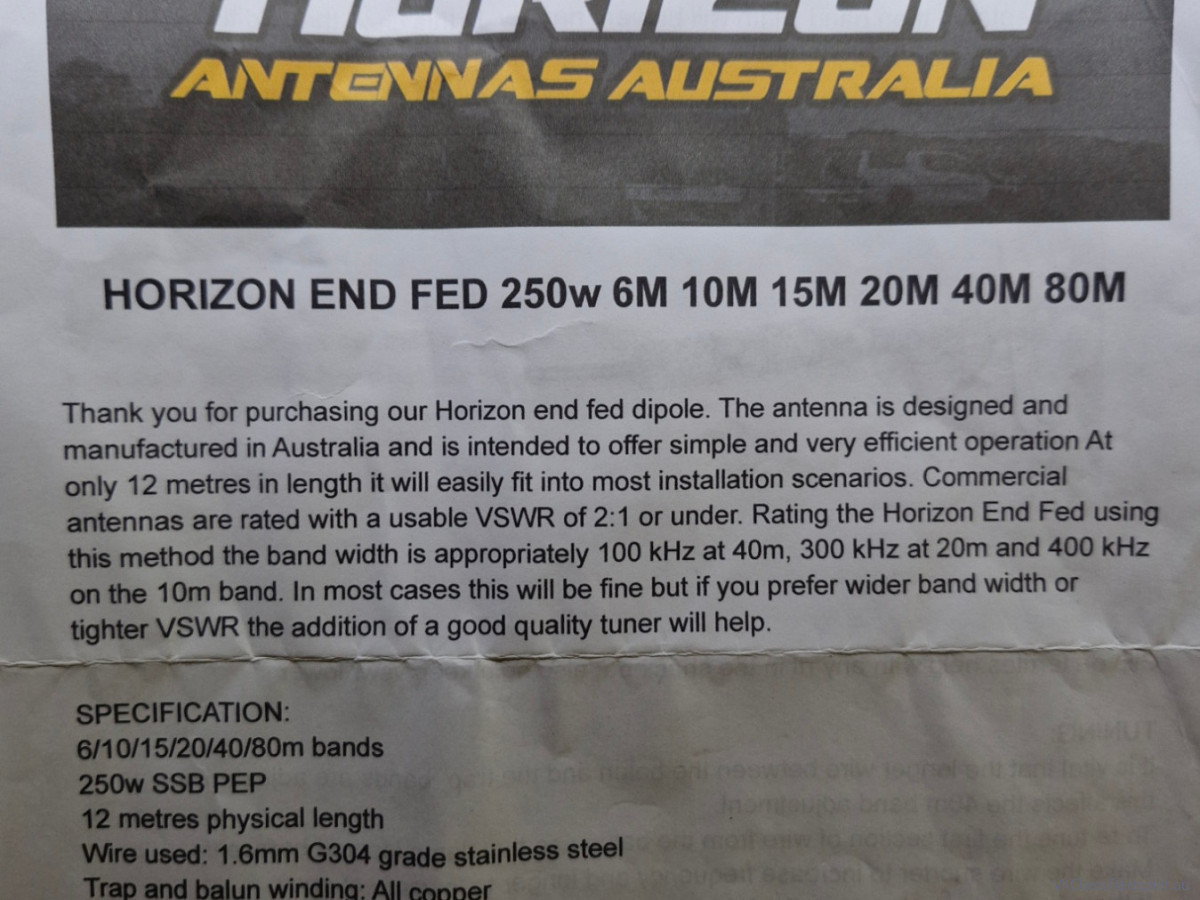 HORIZON
ANTENNAS AUSTRALIA
HORIZON END FED 250w 6M 10M 15M 20M 40M 80M
Thank you for purchasing our Horizon end fed dipole. The antenna is designed and
manufactured in Australia and is intended to offer simple and very efficient operation At
only 12 metres in length it will easily fit into most installation scenarios. Commercial
antennas are rated with a usable VSWR of 2:1 or under. Rating the Horizon End Fed using
this method the band width is appropriately 100 kHz at 40m, 300 kHz at 20m and 400 kHz
on the 10m band. In most cases this will be fine but if you prefer wider band width or
tighter VSWR the addition of a good quality tuner will help.
SPECIFICATION:
6/10/15/20/40/80m bands
250w SSB PEP
12 metres physical length
Wire used: 1.6mm G304 grade stainless steel
Trap and balun winding: All copper